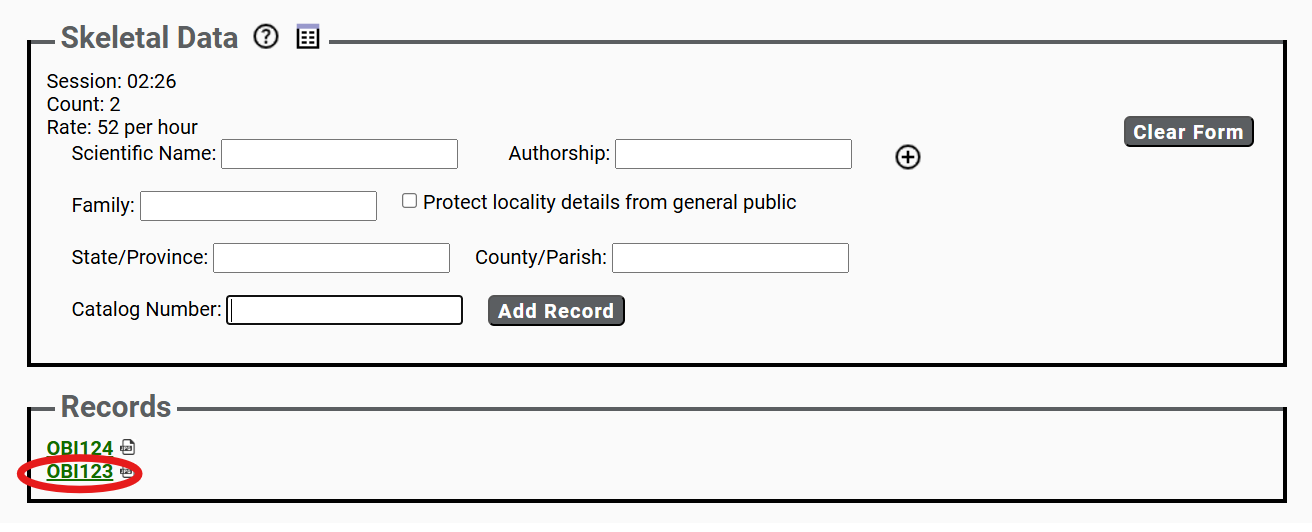 Skeletal Data
Session: 02:26
Count: 2
Rate: 52 per hour
Clear Form
Scientific Name: Authorship:
Family: Protect locality details from general public
State/Province: County/Parish:
Catalog Number: Add Record
Records
OBI124
OBI123